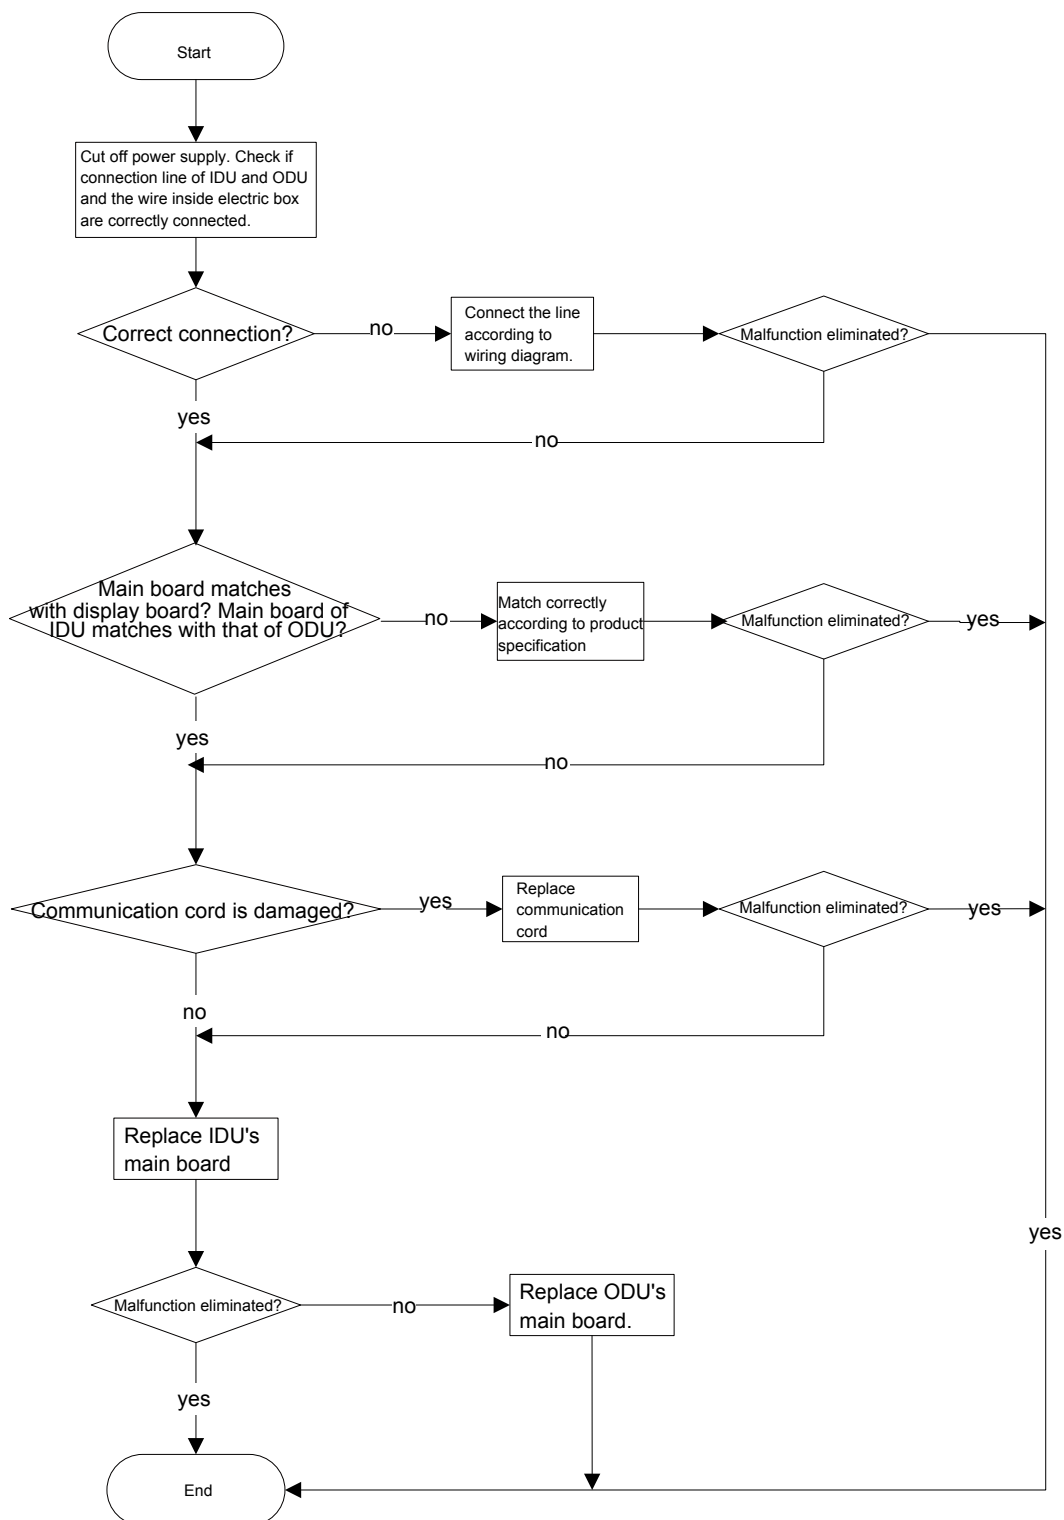 Start
Cut off power supply. Check if
connection line of IDU and ODU
and the wire inside electric box
are correctly connected.
Correct connection?
no
Connect the line
according to
wiring diagram.
Malfunction eliminated?
yes
no
Main board matches
with display board? Main board of
IDU matches with that of ODU?
no
Match correctly
according to product
specification
Malfunction eliminated?
yes
yes
no
Communication cord is damaged?
yes
Replace
communication
cord
Malfunction eliminated?
yes
no
no
Replace IDU's
main board
yes
Malfunction eliminated?
no
Replace ODU's
main board.
yes
End